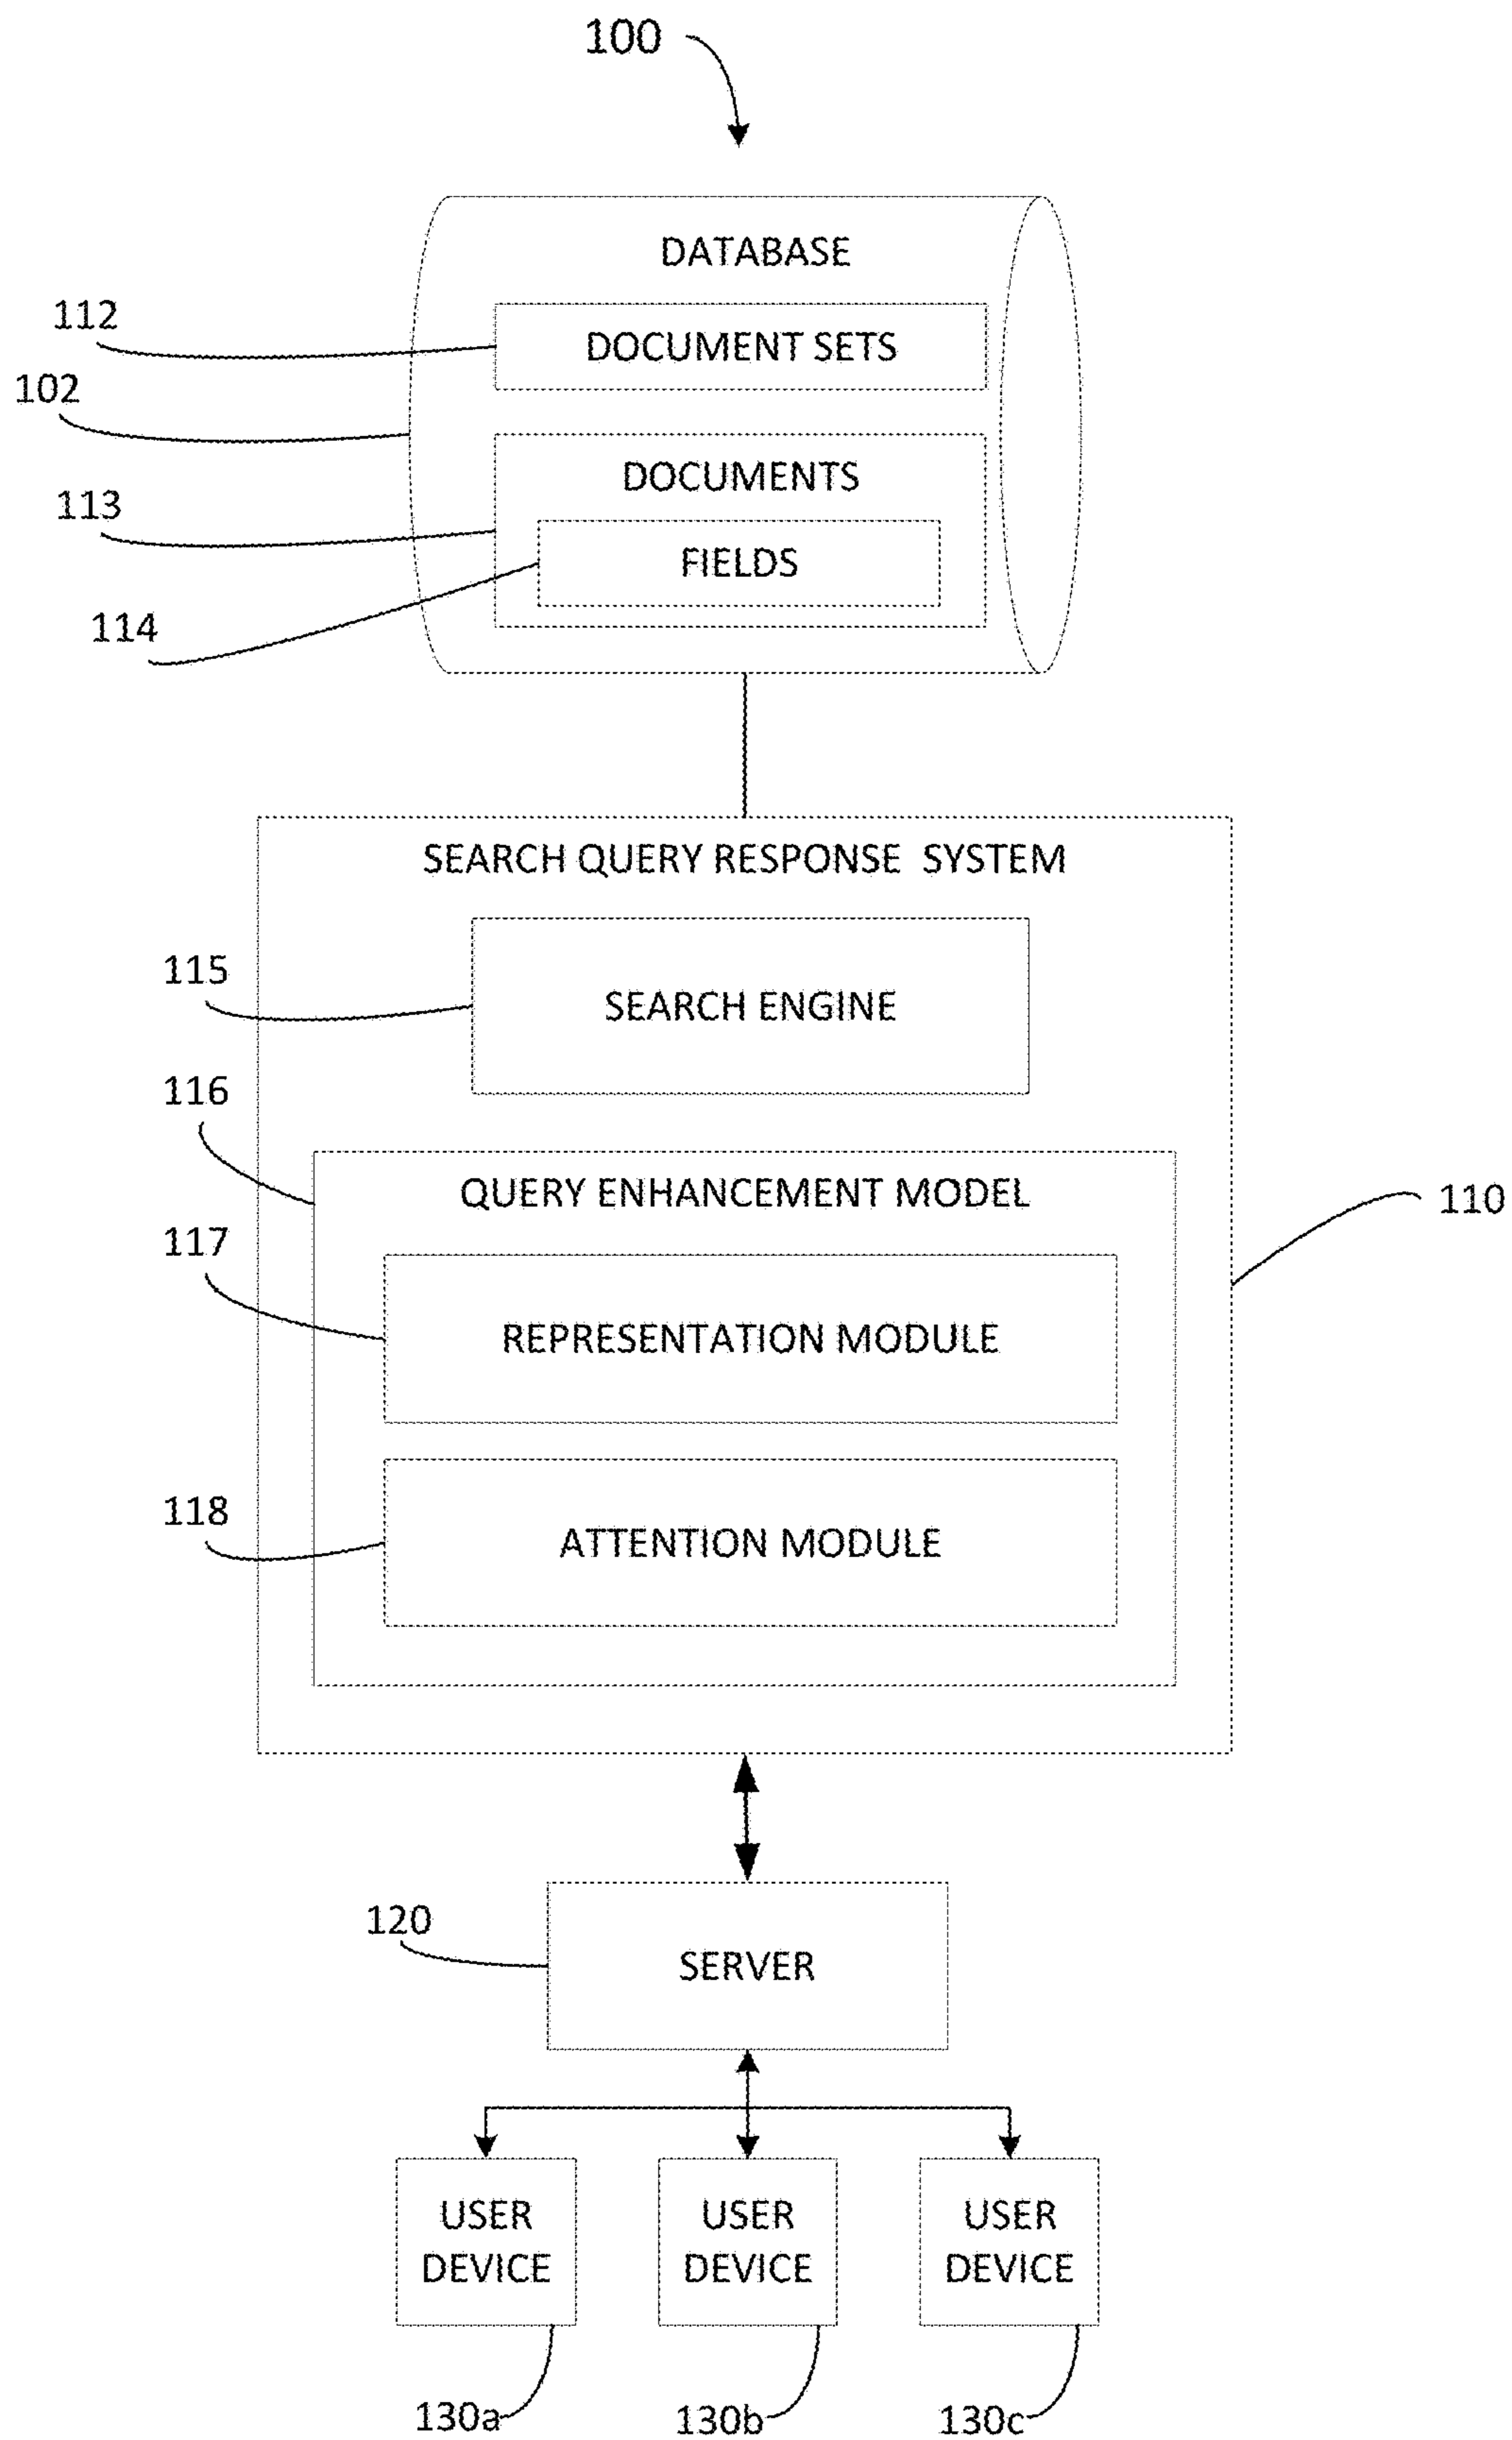 100
DATABASE
112
DOCUMENT SETS
102
DOCUMENTS
113
FIELDS
114
SEARCH QUERY RESPONSE SYSTEM
115
SEARCH ENGINE
116
QUERY ENHANCEMENT MODEL
110
117
REPRESENTATION MODULE
118
ATTENTION MODULE
120
SERVER
USER
DEVICE
USER
DEVICE
USER
DEVICE
130a
130b
130c